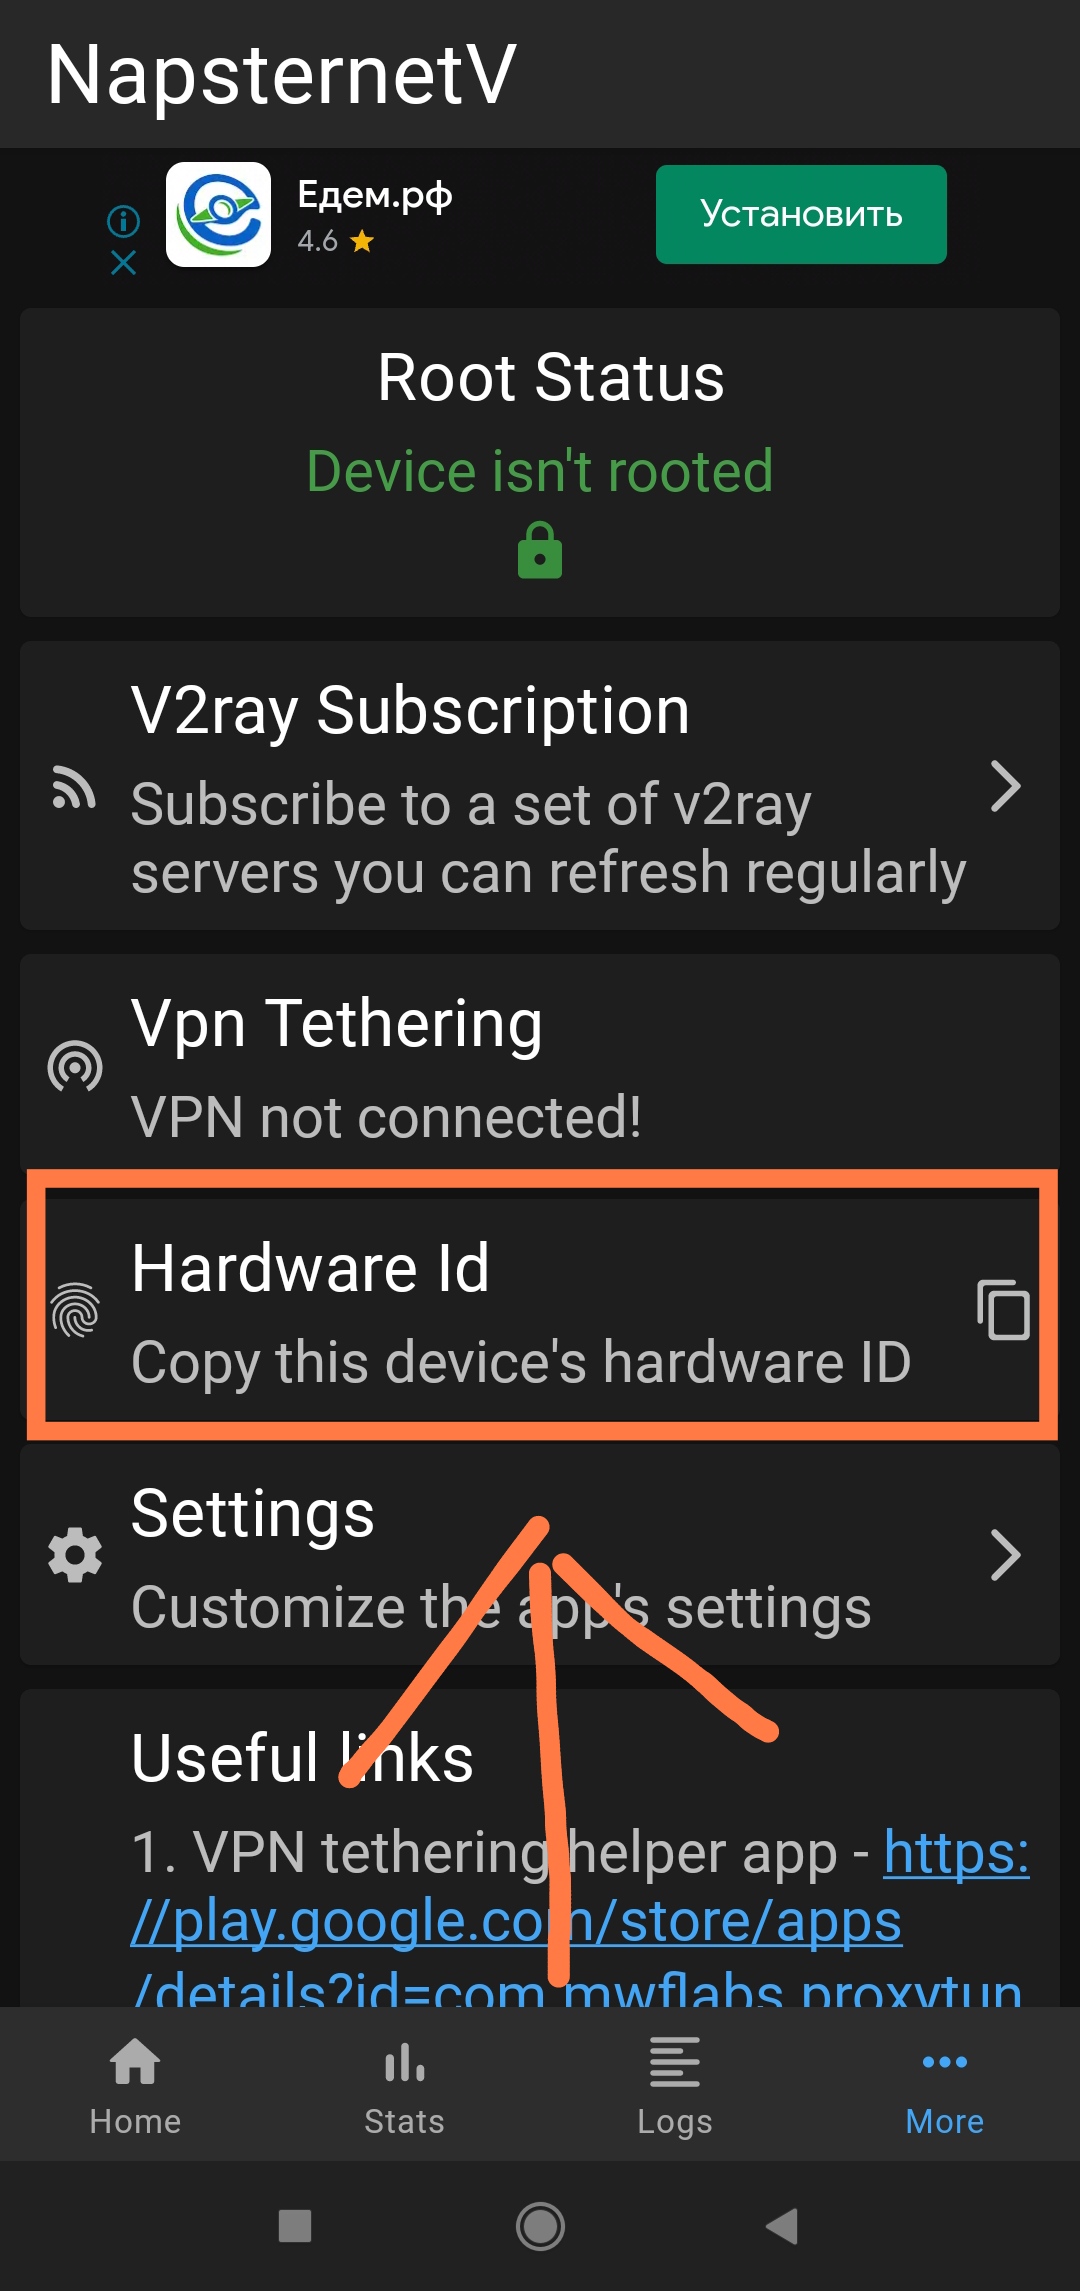 NapsternetV
Едем.рф
4.6
Установить
Root Status
Device isn't rooted
V2ray Subscription
Subscribe to a set of v2ray
servers you can refresh regularly
Vpn Tethering
VPN not connected!
Hardware Id
Copy this device's hardware ID
Settings
Customize the app's settings
Useful links
1. VPN tethering helper app - https:
//play.google.com/store/apps
/details?id=com.mwflabs.proxytun
Home
Stats
Logs
More